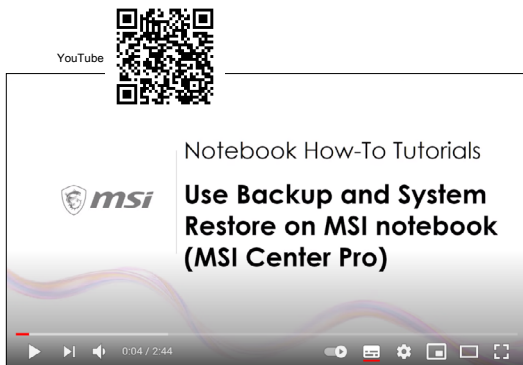 YouTube
Notebook How-To Tutorials
msi
Use Backup and System
Restore on MSI notebook
(MSI Center Pro)
0:04 / 2:44